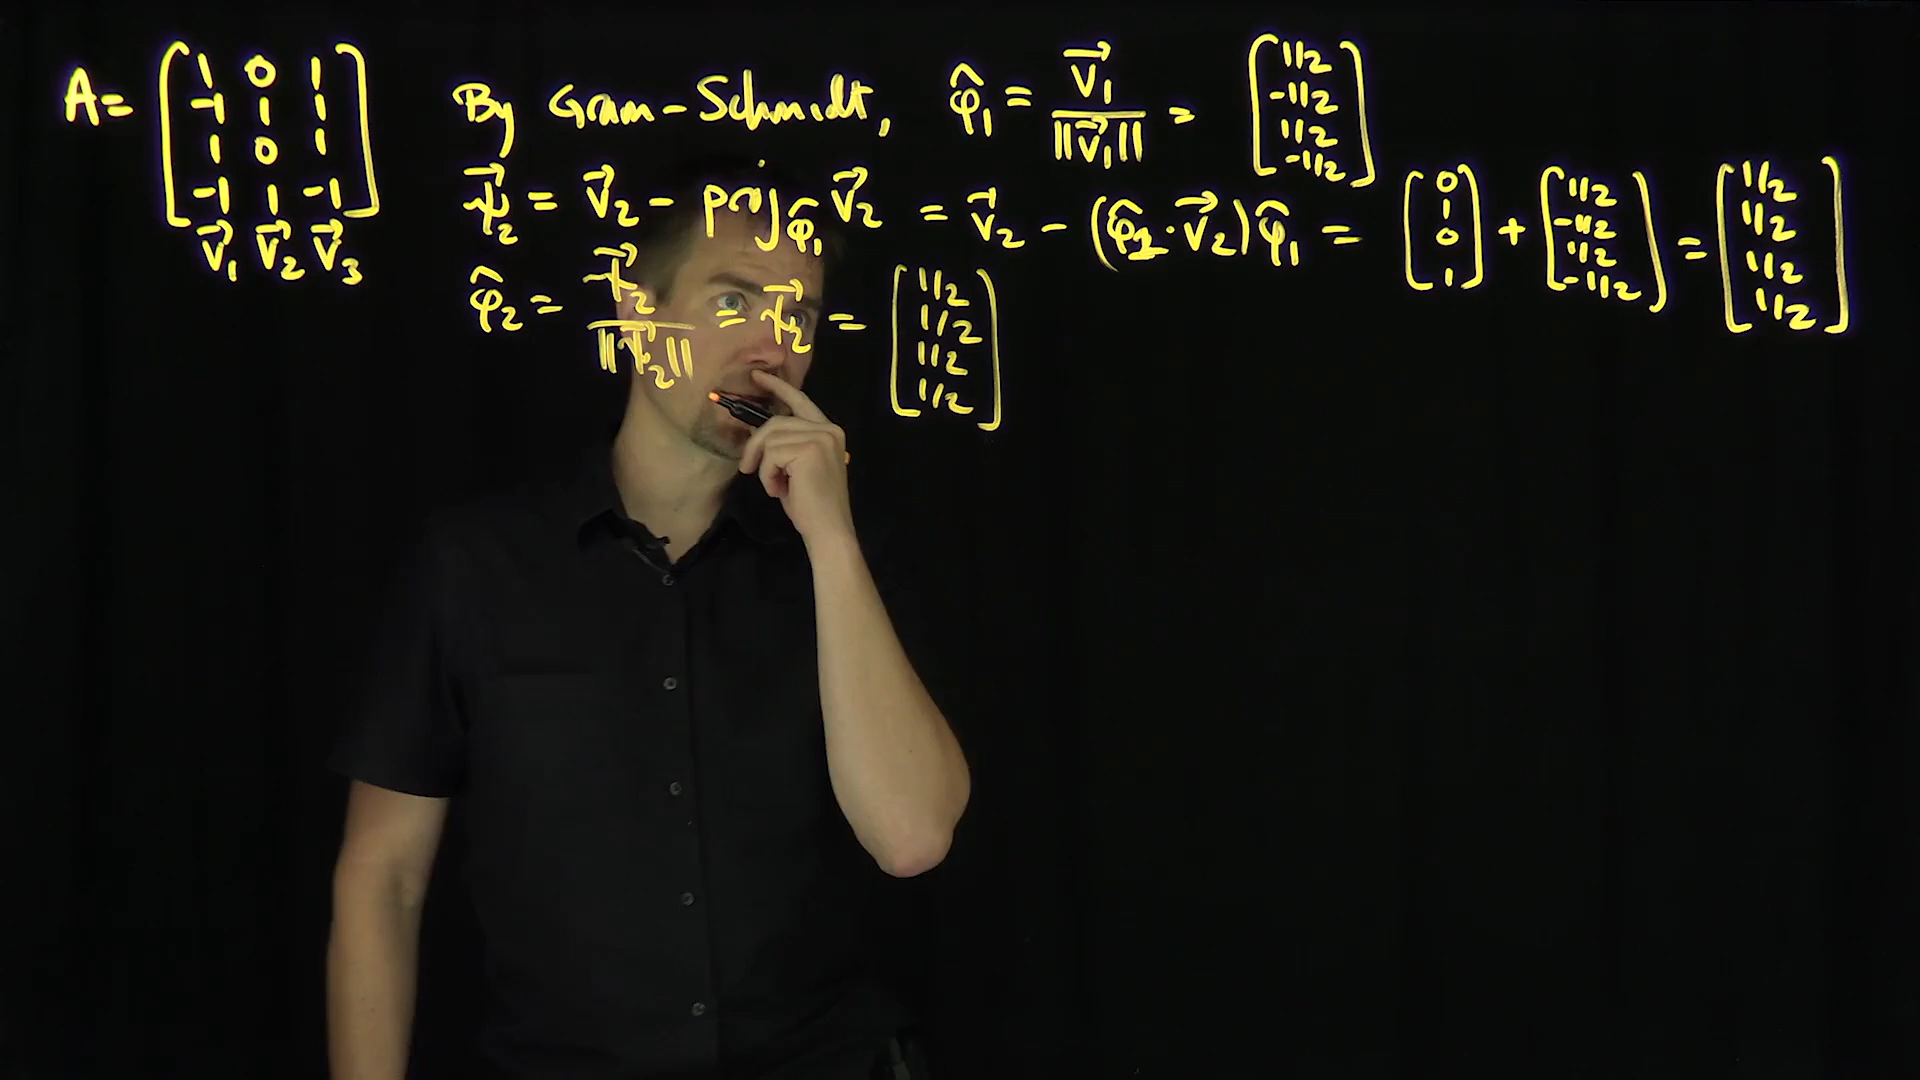 A = [1 0 1; -1 1 1; 1 0 1; -1 1 -1]
v⃗₁ v⃗₂ v⃗₃
By Gram-Schmidt, φ̂₁ = v⃗₁ / ||v⃗₁|| = [1/2; -1/2; 1/2; -1/2]
χ⃗₂ = v⃗₂ - proj_φ̂₁ v⃗₂ = v⃗₂ - (φ̂₁ · v⃗₂) φ̂₁ = [0; 1; 0; 1] + [1/2; -1/2; 1/2; -1/2] = [1/2; 1/2; 1/2; 1/2]
φ̂₂ = χ⃗₂ / ||χ⃗₂|| = χ⃗₂ = [1/2; 1/2; 1/2; 1/2]